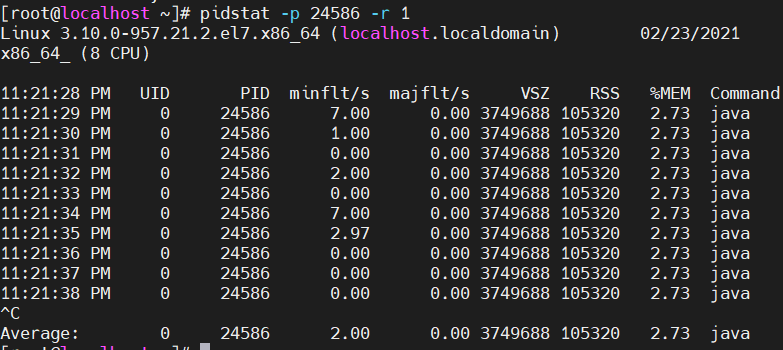 [root@localhost ~]# pidstat -p 24586 -r 1
Linux 3.10.0-957.21.2.el7.x86_64 (localhost.localdomain)        02/23/2021
x86_64_ (8 CPU)
11:21:28 PM   UID       PID  minflt/s  majflt/s     VSZ    RSS   %MEM  Command
11:21:29 PM     0     24586      7.00      0.00 3749688 105320   2.73  java
11:21:30 PM     0     24586      1.00      0.00 3749688 105320   2.73  java
11:21:31 PM     0     24586      0.00      0.00 3749688 105320   2.73  java
11:21:32 PM     0     24586      2.00      0.00 3749688 105320   2.73  java
11:21:33 PM     0     24586      0.00      0.00 3749688 105320   2.73  java
11:21:34 PM     0     24586      7.00      0.00 3749688 105320   2.73  java
11:21:35 PM     0     24586      2.97      0.00 3749688 105320   2.73  java
11:21:36 PM     0     24586      0.00      0.00 3749688 105320   2.73  java
11:21:37 PM     0     24586      0.00      0.00 3749688 105320   2.73  java
11:21:38 PM     0     24586      0.00      0.00 3749688 105320   2.73  java
^C
Average:        0     24586      2.00      0.00 3749688 105320   2.73  java
[root@localhost ~]#